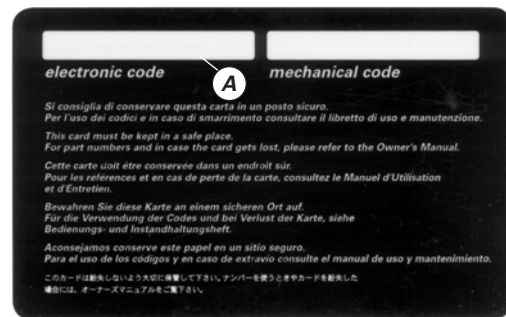 A
electronic code
mechanical code
Si consiglia di conservare questa carta in un posto sicuro.
Per l'uso dei codici e in caso di smarrimento consultare il libretto di uso e manutenzione.
This card must be kept in a safe place.
For part numbers and in case the card gets lost, please refer to the Owner's Manual.
Cette carte doit être conservée dans un endroit sûr.
Pour les références et en cas de perte de la carte, consultez le Manuel d'Utilisation
et d'Entretien.
Bewahren Sie diese Karte an einem sicheren Ort auf.
Für die Verwendung der Codes und bei Verlust der Karte, siehe
Bedienungs- und Instandhaltungsheft.
Aconsejamos conserve este papel en un sitio seguro.
Para el uso de los códigos y en caso de extravío consulte el manual de uso y mantenimiento.
このカードは紛失しないよう大切に保管して下さい。ナンバーを使うときやカードを紛失した
場合には、オーナーズマニュアルをご覧下さい。